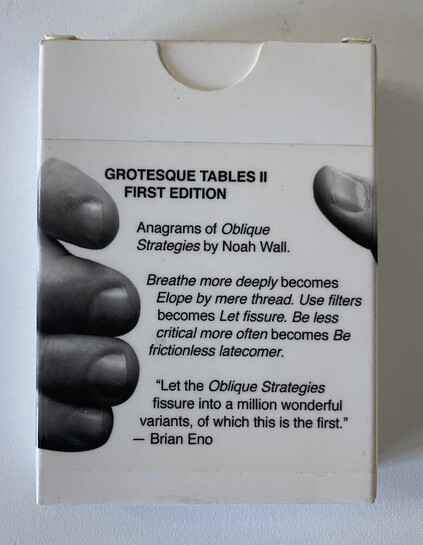 GROTESQUE TABLES II
FIRST EDITION
Anagrams of Oblique
Strategies by Noah Wall.
Breathe more deeply becomes
Elope by mere thread. Use filters
becomes Let fissure. Be less
critical more often becomes Be
frictionless latecomer.
“Let the Oblique Strategies
fissure into a million wonderful
variants, of which this is the first.”
— Brian Eno